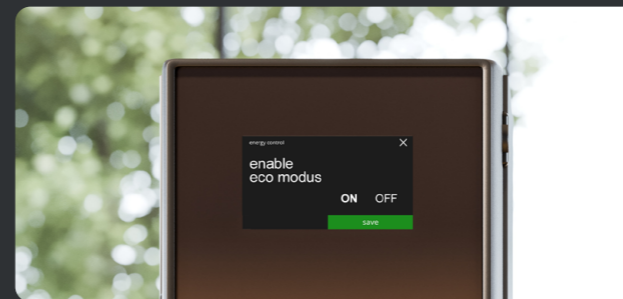 energy control
enable
eco modus
ON OFF
save